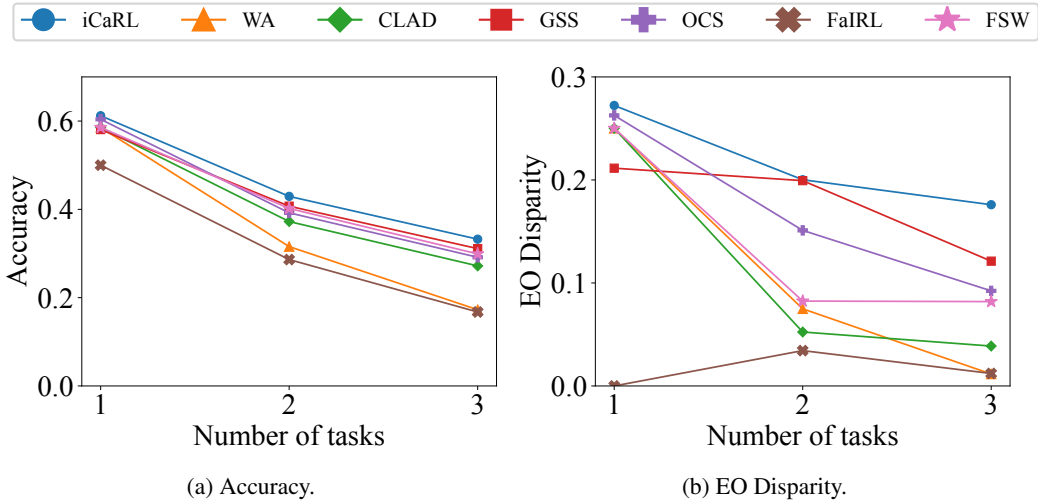 iCaRL WA CLAD GSS OCS FaIRL FSW
0.6
0.4
0.2
0.0
Accuracy
1 2 3
Number of tasks
(a) Accuracy.
0.3
0.2
0.1
0.0
EO Disparity
1 2 3
Number of tasks
(b) EO Disparity.